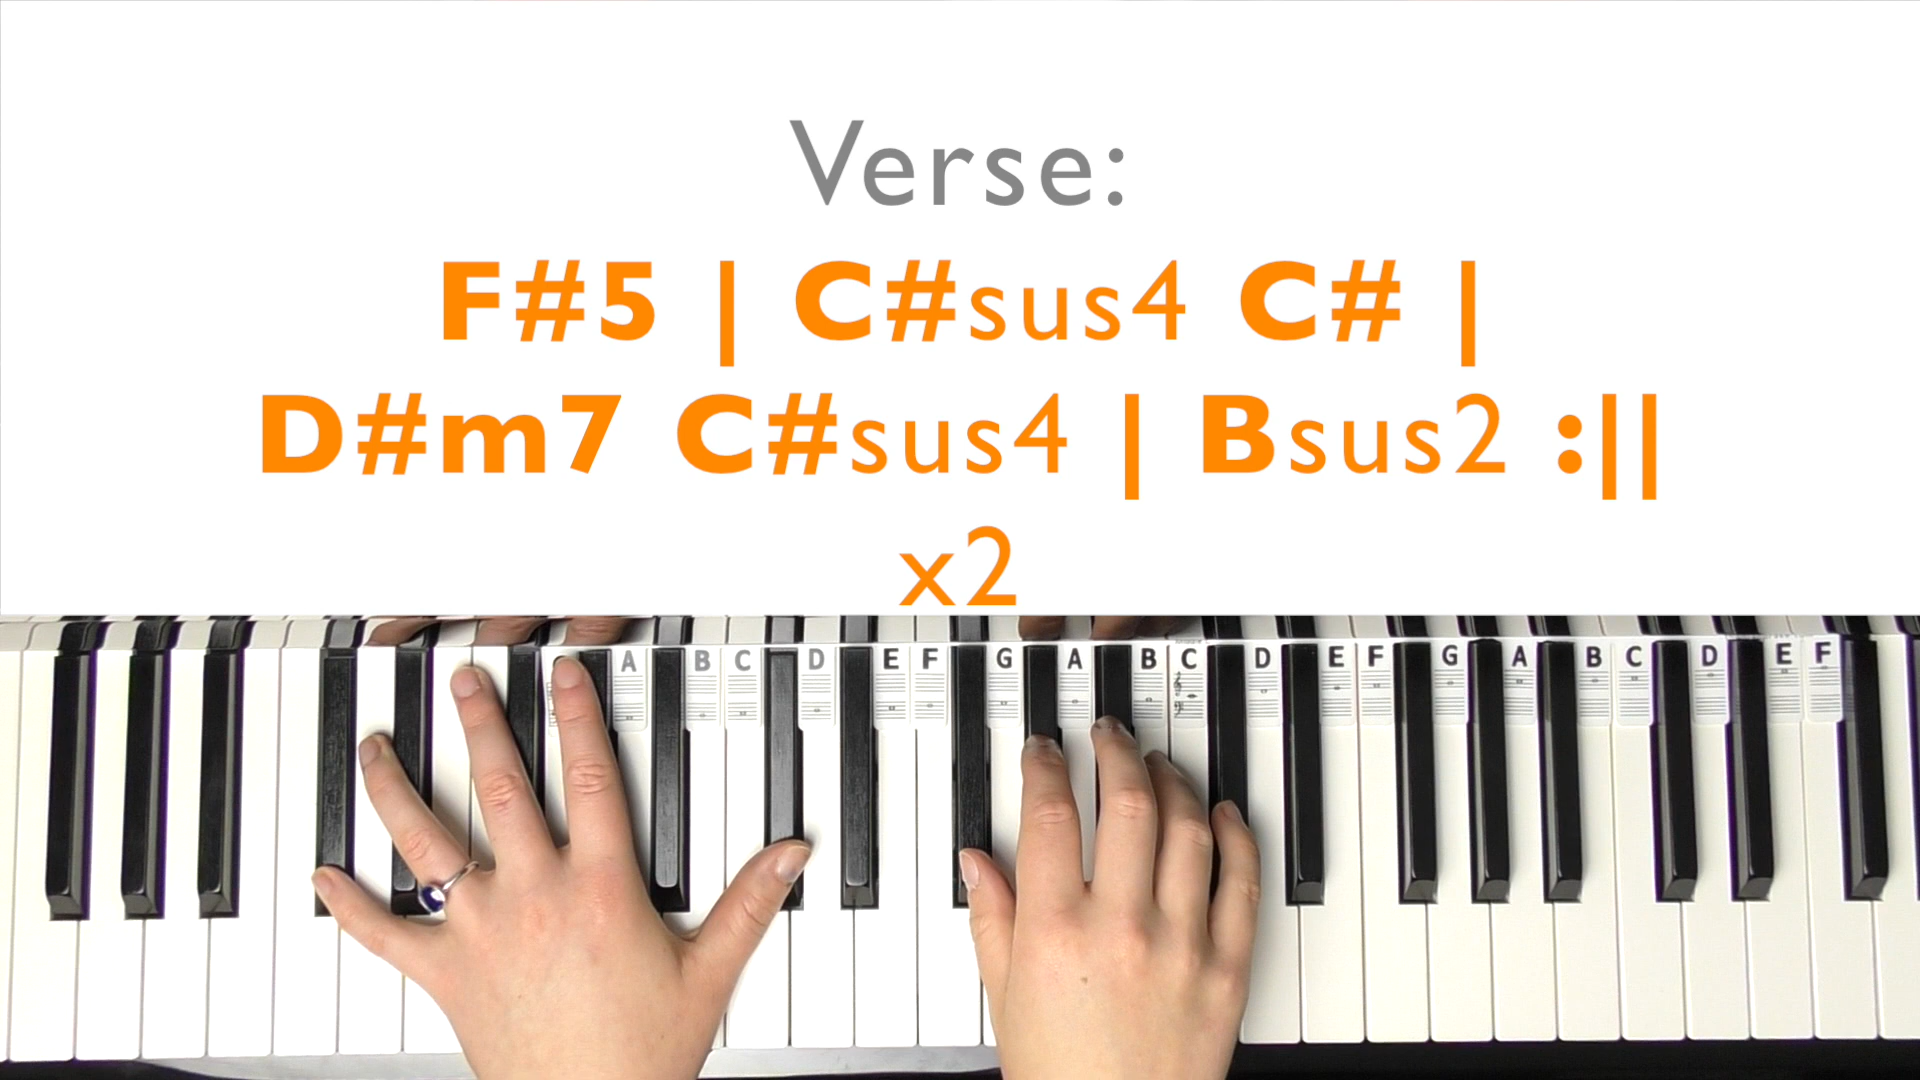 Verse:
F#5 | C#sus4 C# |
D#m7 C#sus4 | Bsus2 :||
x2
A B C D E F G A B C D E F G A B C D E F